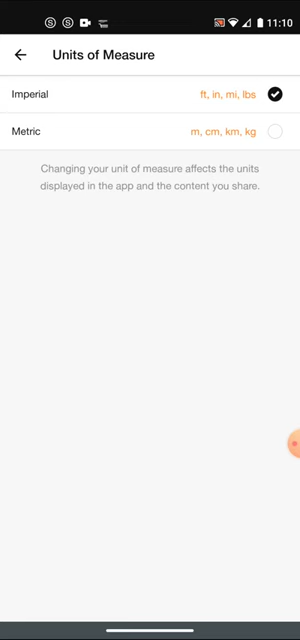 11:10
Units of Measure
Imperial ft, in, mi, lbs
Metric m, cm, km, kg
Changing your unit of measure affects the units
displayed in the app and the content you share.